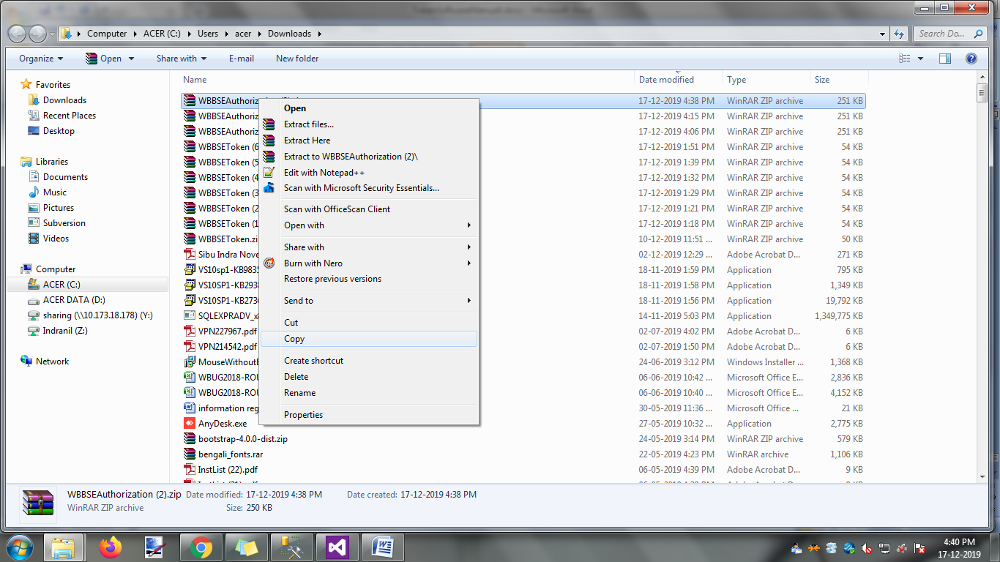 Computer ACER (C:) Users acer Downloads
Search Do...
Organize Open Share with E-mail New folder
Favorites
Downloads
Recent Places
Desktop
Libraries
Documents
Music
Pictures
Subversion
Videos
Computer
ACER (C:)
ACER DATA (D:)
sharing (\\10.173.18.178) (Y:)
Indranil (Z:)
Network
Name Date modified Type Size
WBBSEAuthoriz 17-12-2019 4:38 PM WinRAR ZIP archive 251 KB
WBBSEAuthoriz 17-12-2019 4:15 PM WinRAR ZIP archive 251 KB
WBBSEAuthoriz 17-12-2019 4:06 PM WinRAR ZIP archive 251 KB
WBBSEToken (6 17-12-2019 1:51 PM WinRAR ZIP archive 54 KB
WBBSEToken (5 17-12-2019 1:39 PM WinRAR ZIP archive 54 KB
WBBSEToken (4 17-12-2019 1:32 PM WinRAR ZIP archive 54 KB
WBBSEToken (3 17-12-2019 1:29 PM WinRAR ZIP archive 54 KB
WBBSEToken (2 17-12-2019 1:21 PM WinRAR ZIP archive 54 KB
WBBSEToken (1 17-12-2019 1:18 PM WinRAR ZIP archive 54 KB
WBBSEToken.zi 10-12-2019 11:51 ... WinRAR ZIP archive 50 KB
Sibu Indra Nove 02-12-2019 12:29 ... Adobe Acrobat D... 271 KB
VS10sp1-KB9835 18-11-2019 1:59 PM Application 795 KB
VS10SP1-KB2938 18-11-2019 1:58 PM Application 1,349 KB
VS10SP1-KB2736 18-11-2019 1:56 PM Application 19,792 KB
SQLEXPRADV_x 14-11-2019 5:03 PM Application 1,349,775 KB
VPN227967.pdf 02-07-2019 4:02 PM Adobe Acrobat D... 6 KB
VPN214542.pdf 02-07-2019 1:50 PM Adobe Acrobat D... 6 KB
MouseWithoutB 24-06-2019 3:12 PM Windows Installer ... 1,368 KB
WBUG2018-ROU 06-06-2019 10:42 ... Microsoft Office E... 2,836 KB
WBUG2018-ROU 06-06-2019 10:40 ... Microsoft Office E... 4,152 KB
information reg 30-05-2019 11:36 ... Microsoft Office ... 21 KB
AnyDesk.exe 27-05-2019 10:32 ... Application 2,775 KB
bootstrap-4.0.0-dist.zip 24-05-2019 3:14 PM WinRAR ZIP archive 579 KB
bengali_fonts.rar 22-05-2019 4:23 PM WinRAR archive 1,106 KB
InstList (22).pdf 06-05-2019 4:39 PM Adobe Acrobat D... 9 KB
Open
Extract files...
Extract Here
Extract to WBBSEAuthorization (2)\
Edit with Notepad++
Scan with Microsoft Security Essentials...
Scan with OfficeScan Client
Open with
Share with
Burn with Nero
Restore previous versions
Send to
Cut
Copy
Create shortcut
Delete
Rename
Properties
WBBSEAuthorization (2).zip Date modified: 17-12-2019 4:38 PM Date created: 17-12-2019 4:38 PM
WinRAR ZIP archive Size: 250 KB
4:40 PM
17-12-2019